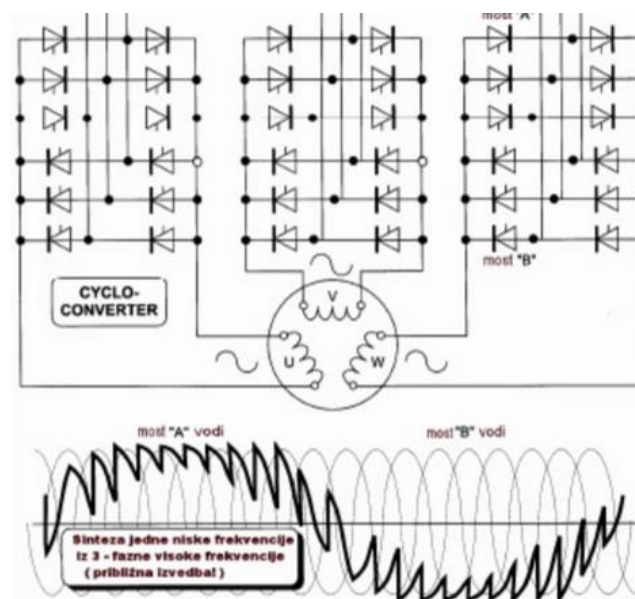 most "A"
most "B"
CYCLO-
CONVERTER
V
U
W
most "A" vodi
most "B" vodi
Sinteza jedne niske frekvencije
iz 3 - fazne visoke frekvencije
( približna izvedba! )